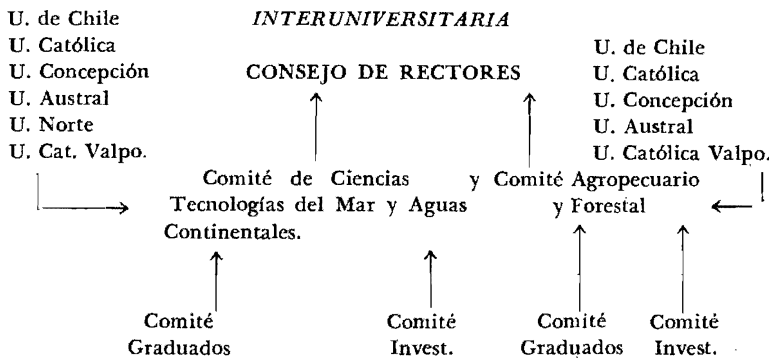 INTERUNIVERSITARIA
U. de Chile
U. Católica
U. Concepción
U. Austral
U. Norte
U. Cat. Valpo.
CONSEJO DE RECTORES
U. de Chile
U. Católica
U. Concepción
U. Austral
U. Católica Valpo.
Comité de Ciencias y
Tecnologías del Mar y Aguas
Continentales.
Comité Agropecuario
y Forestal
Comité
Graduados
Comité
Invest.
Comité
Graduados
Comité
Invest.